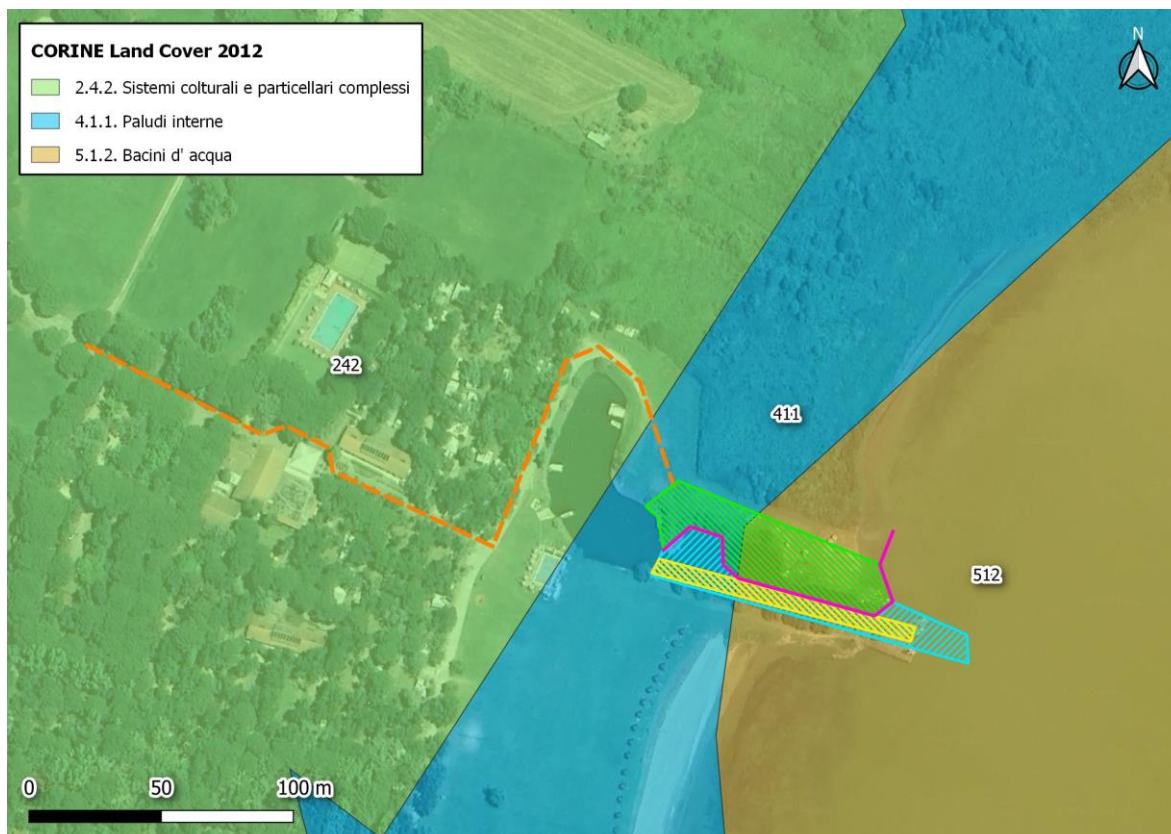 CORINE Land Cover 2012
2.4.2. Sistemi colturali e particellari complessi
4.1.1. Paludi interne
5.1.2. Bacini d' acqua
N
242
411
512
0 50 100 m